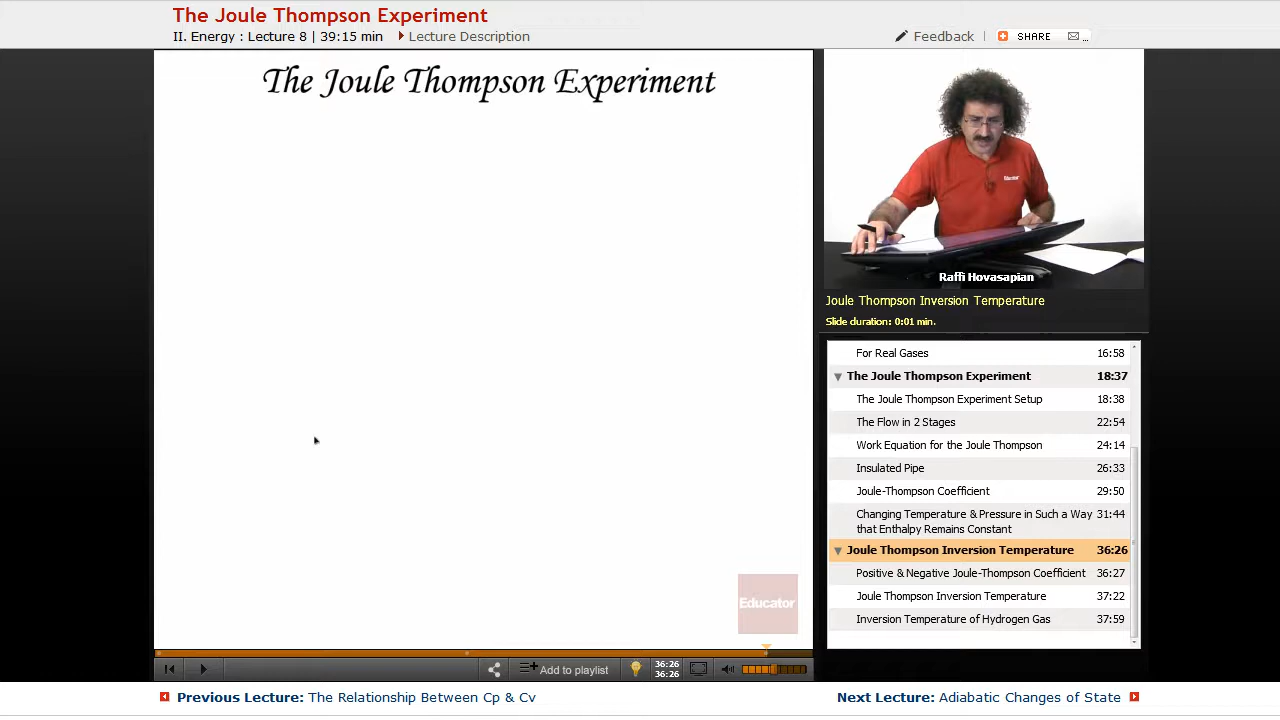 The Joule Thompson Experiment
II. Energy : Lecture 8 | 39:15 min
Lecture Description
Feedback
SHARE
The Joule Thompson Experiment
Educator
Raffi Hovasapian
Joule Thompson Inversion Temperature
Slide duration: 0:01 min.
For Real Gases 16:58
The Joule Thompson Experiment 18:37
The Joule Thompson Experiment Setup 18:38
The Flow in 2 Stages 22:54
Work Equation for the Joule Thompson 24:14
Insulated Pipe 26:33
Joule-Thompson Coefficient 29:50
Changing Temperature & Pressure in Such a Way 31:44
that Enthalpy Remains Constant
Joule Thompson Inversion Temperature 36:26
Positive & Negative Joule-Thompson Coefficient 36:27
Joule Thompson Inversion Temperature 37:22
Inversion Temperature of Hydrogen Gas 37:59
Educator
Add to playlist
36:26
36:26
Previous Lecture: The Relationship Between Cp & Cv
Next Lecture: Adiabatic Changes of State